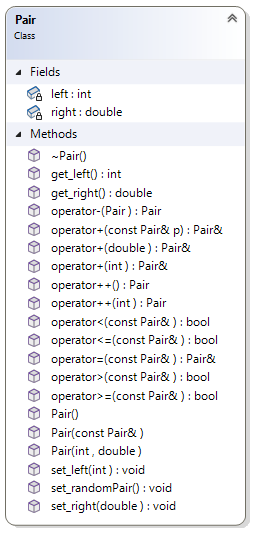 Pair
Class
Fields
left : int
right : double
Methods
~Pair()
get_left() : int
get_right() : double
operator-(Pair ) : Pair
operator+(const Pair& p) : Pair&
operator+(double ) : Pair&
operator+(int ) : Pair&
operator++() : Pair
operator++(int ) : Pair
operator<(const Pair& ) : bool
operator<=(const Pair& ) : bool
operator=(const Pair& ) : Pair&
operator>(const Pair& ) : bool
operator>=(const Pair& ) : bool
Pair()
Pair(const Pair& )
Pair(int , double )
set_left(int ) : void
set_randomPair() : void
set_right(double ) : void